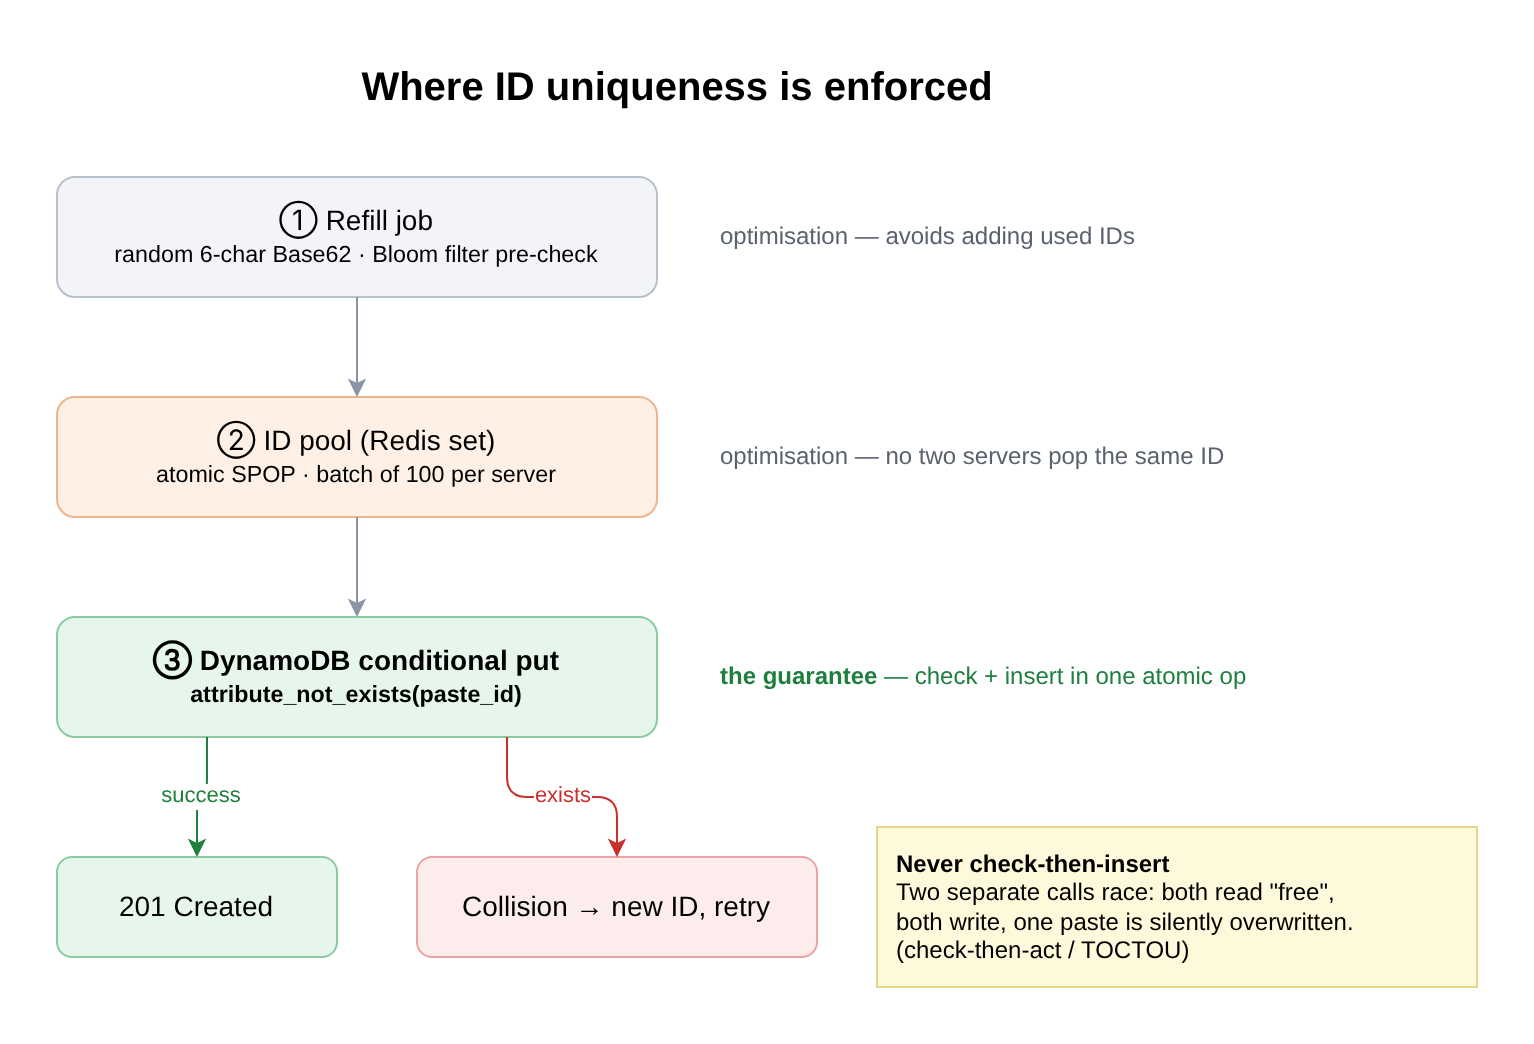 Where ID uniqueness is enforced
① Refill job
random 6-char Base62 · Bloom filter pre-check
optimisation — avoids adding used IDs
② ID pool (Redis set)
atomic SPOP · batch of 100 per server
optimisation — no two servers pop the same ID
③ DynamoDB conditional put
attribute_not_exists(paste_id)
the guarantee — check + insert in one atomic op
success
exists
201 Created
Collision → new ID, retry
Never check-then-insert
Two separate calls race: both read "free",
both write, one paste is silently overwritten.
(check-then-act / TOCTOU)